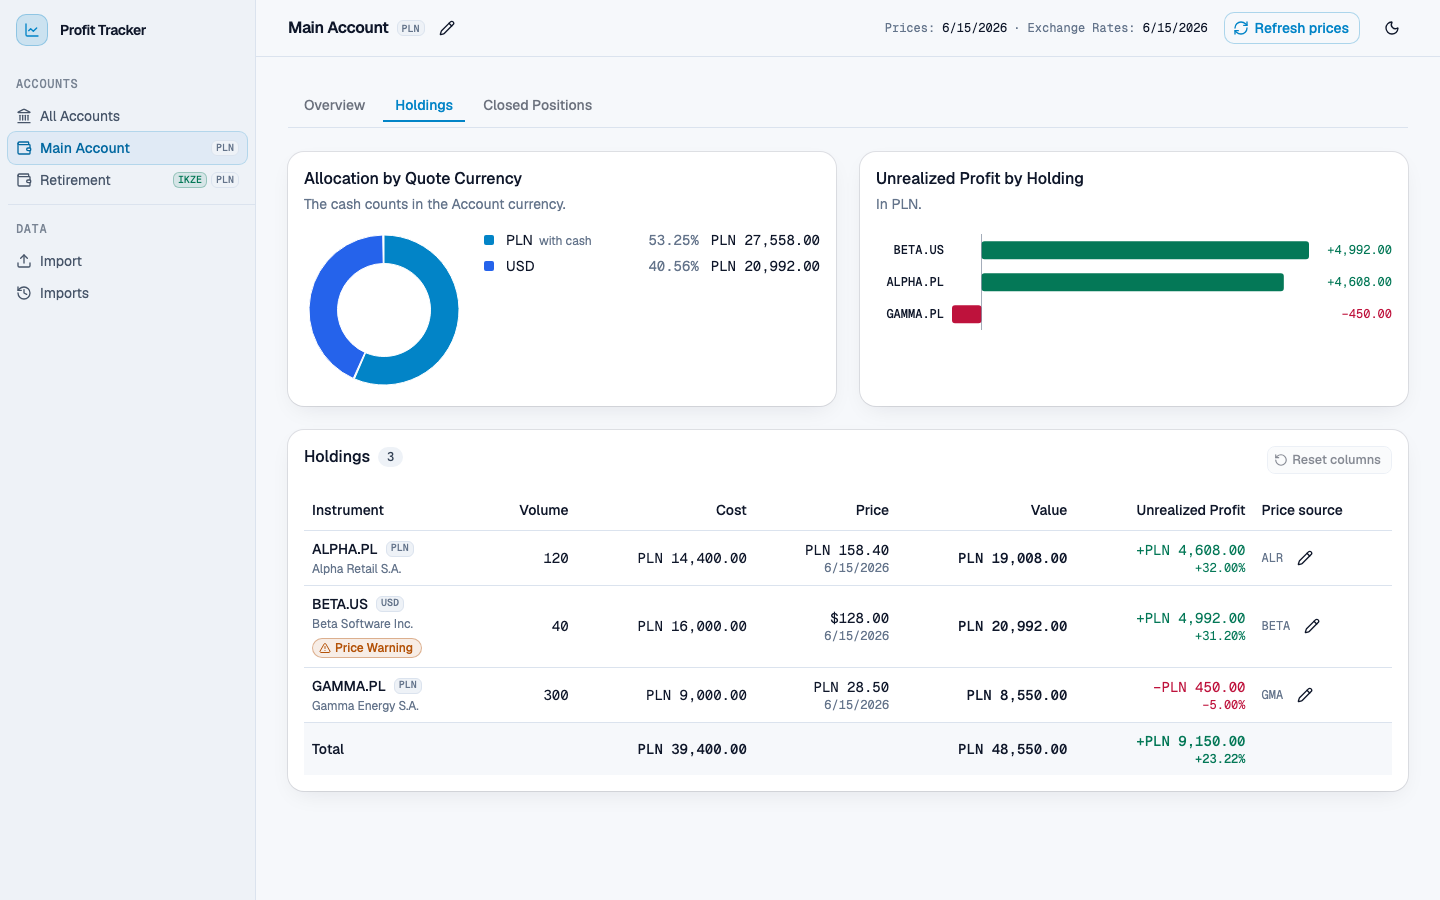 Profit Tracker
ACCOUNTS
All Accounts
Main Account PLN
Retirement IKZE PLN
DATA
Import
Imports
Main Account PLN
Prices: 6/15/2026 · Exchange Rates: 6/15/2026
Refresh prices
Overview Holdings Closed Positions
Allocation by Quote Currency
The cash counts in the Account currency.
PLN with cash 53.25% PLN 27,558.00
USD 40.56% PLN 20,992.00
Unrealized Profit by Holding
In PLN.
BETA.US +4,992.00
ALPHA.PL +4,608.00
GAMMA.PL −450.00
Holdings 3
Reset columns
Instrument Volume Cost Price Value Unrealized Profit Price source
ALPHA.PL PLN 120 PLN 14,400.00 PLN 158.40 PLN 19,008.00 +PLN 4,608.00 ALR
Alpha Retail S.A. 6/15/2026 +32.00%
BETA.US USD 40 PLN 16,000.00 $128.00 PLN 20,992.00 +PLN 4,992.00 BETA
Beta Software Inc. 6/15/2026 +31.20%
Price Warning
GAMMA.PL PLN 300 PLN 9,000.00 PLN 28.50 PLN 8,550.00 −PLN 450.00 GMA
Gamma Energy S.A. 6/15/2026 −5.00%
Total PLN 39,400.00 PLN 48,550.00 +PLN 9,150.00
+23.22%